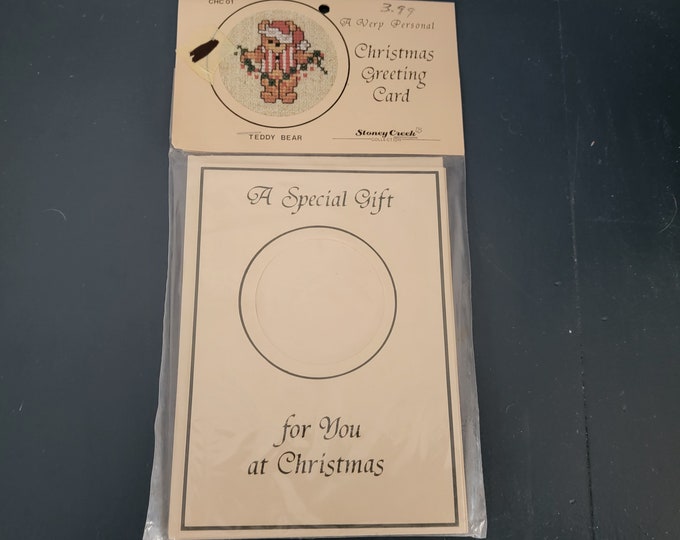 CHC 01
3.99
A Very Personal
Christmas
Greeting
Card
TEDDY BEAR
Stoney Creek
COLLECTION
A Special Gift
for You
at Christmas